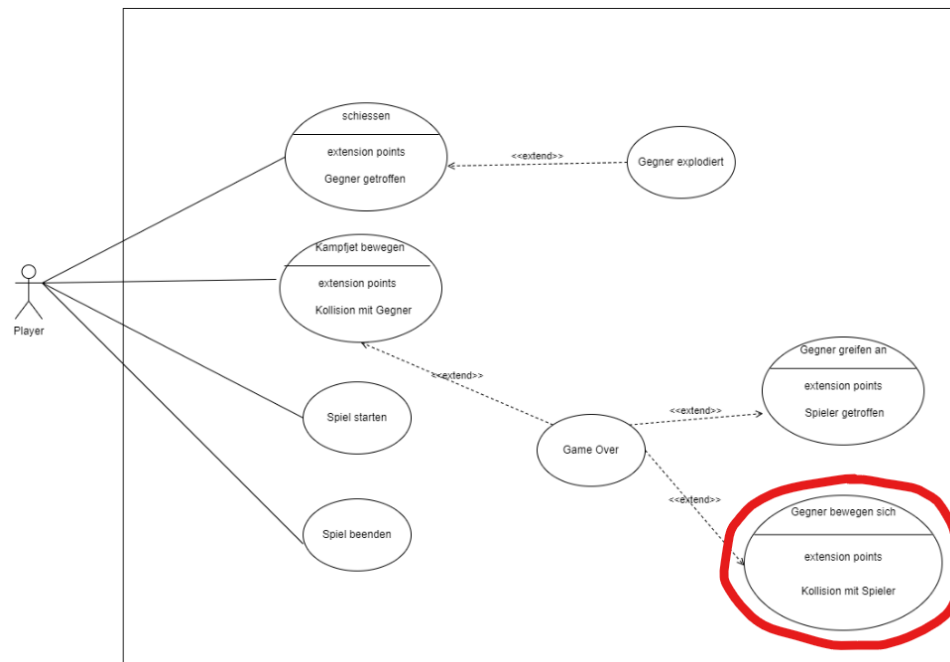 schiessen
extension points
Gegner getroffen
<<extend>>
Gegner explodiert
Kampfjet bewegen
extension points
Kollision mit Gegner
Player
<<extend>>
Gegner greifen an
extension points
Spieler getroffen
<<extend>>
Spiel starten
Game Over
<<extend>>
Gegner bewegen sich
extension points
Kollision mit Spieler
Spiel beenden